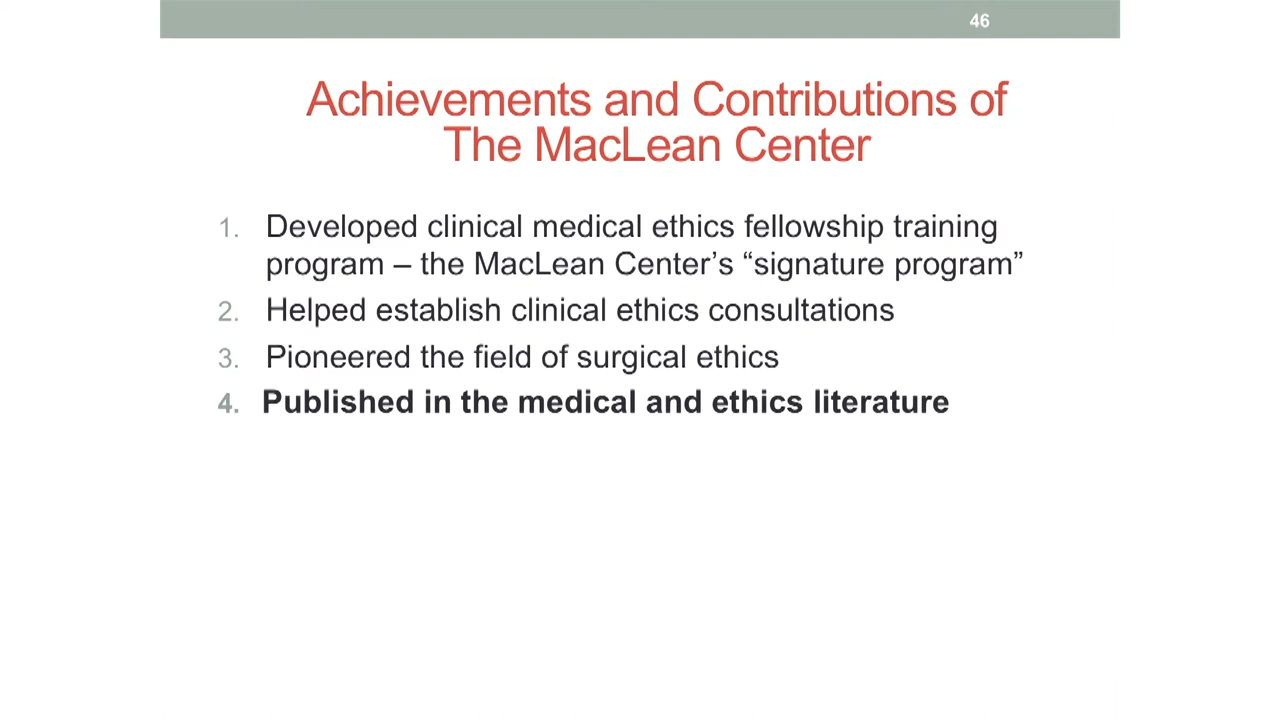 46
Achievements and Contributions of
The MacLean Center
1. Developed clinical medical ethics fellowship training
program – the MacLean Center’s “signature program”
2. Helped establish clinical ethics consultations
3. Pioneered the field of surgical ethics
4. Published in the medical and ethics literature